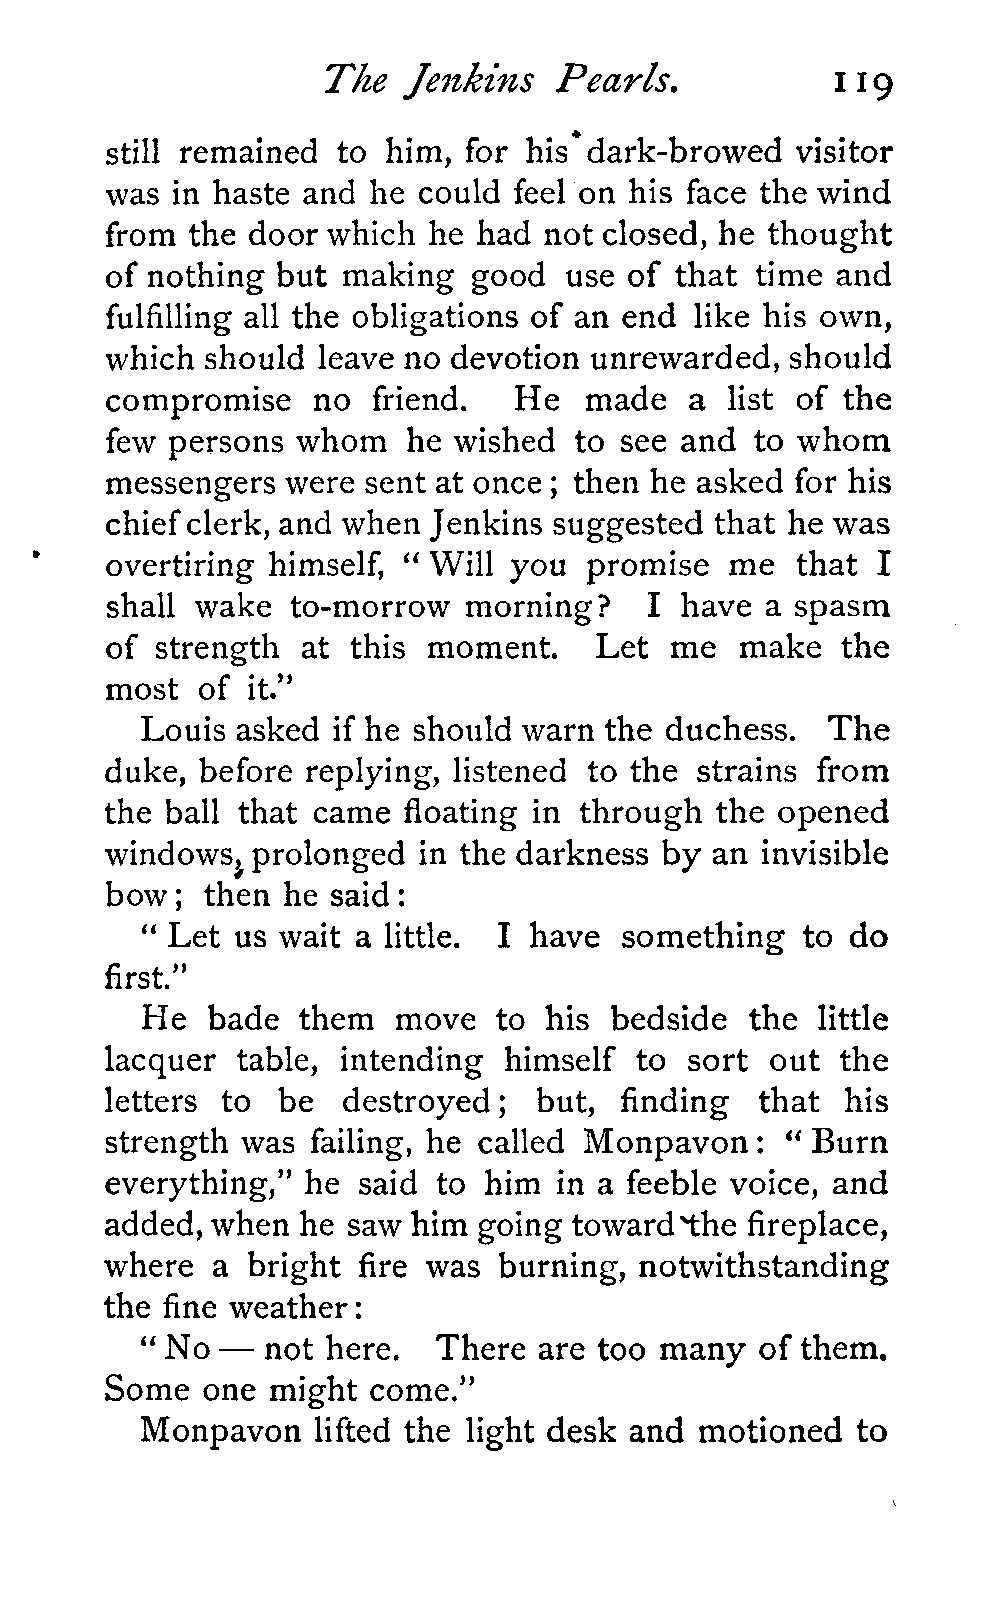 The Jenkins Pearls. 119
still remained to him, for his dark-browed visitor
was in haste and he could feel on his face the wind
from the door which he had not closed, he thought
of nothing but making good use of that time and
fulfilling all the obligations of an end like his own,
which should leave no devotion unrewarded, should
compromise no friend. He made a list of the
few persons whom he wished to see and to whom
messengers were sent at once; then he asked for his
chief clerk, and when Jenkins suggested that he was
overtiring himself, "Will you promise me that I
shall wake to-morrow morning? I have a spasm
of strength at this moment. Let me make the
most of it."
Louis asked if he should warn the duchess. The
duke, before replying, listened to the strains from
the ball that came floating in through the opened
windows, prolonged in the darkness by an invisible
bow; then he said:
"Let us wait a little. I have something to do
first."
He bade them move to his bedside the little
lacquer table, intending himself to sort out the
letters to be destroyed; but, finding that his
strength was failing, he called Monpavon: "Burn
everything," he said to him in a feeble voice, and
added, when he saw him going toward the fireplace,
where a bright fire was burning, notwithstanding
the fine weather:
"No — not here. There are too many of them.
Some one might come."
Monpavon lifted the light desk and motioned to